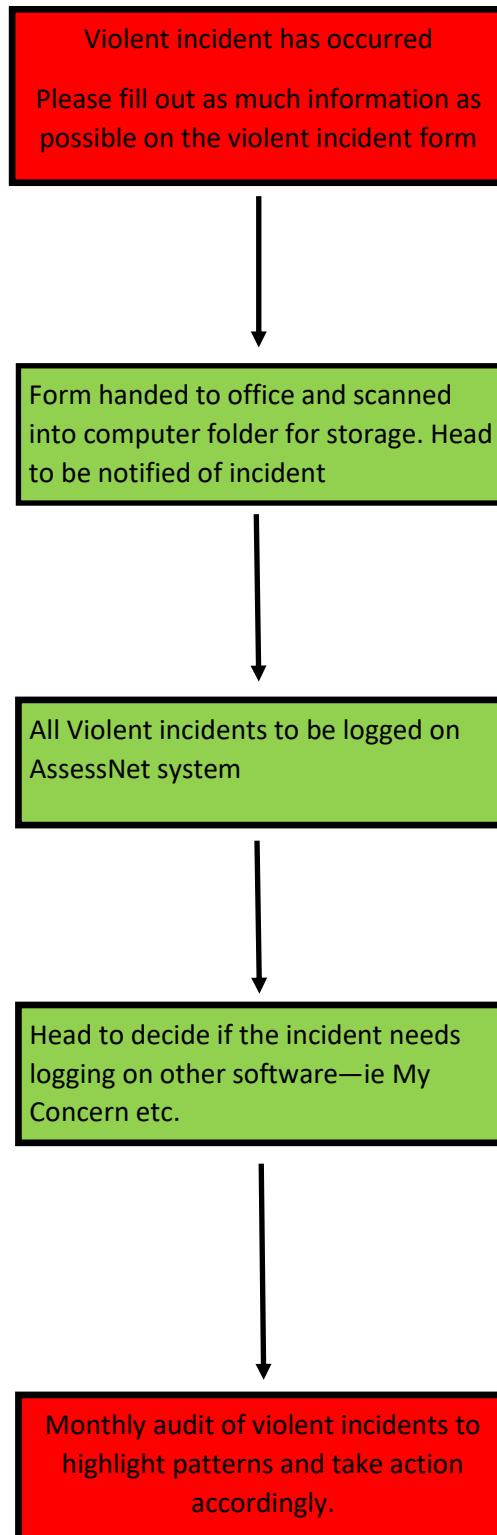 Violent incident has occurred
Please fill out as much information as
possible on the violent incident form
Form handed to office and scanned
into computer folder for storage. Head
to be notified of incident
All Violent incidents to be logged on
AssessNet system
Head to decide if the incident needs
logging on other software—ie My
Concern etc.
Monthly audit of violent incidents to
highlight patterns and take action
accordingly.